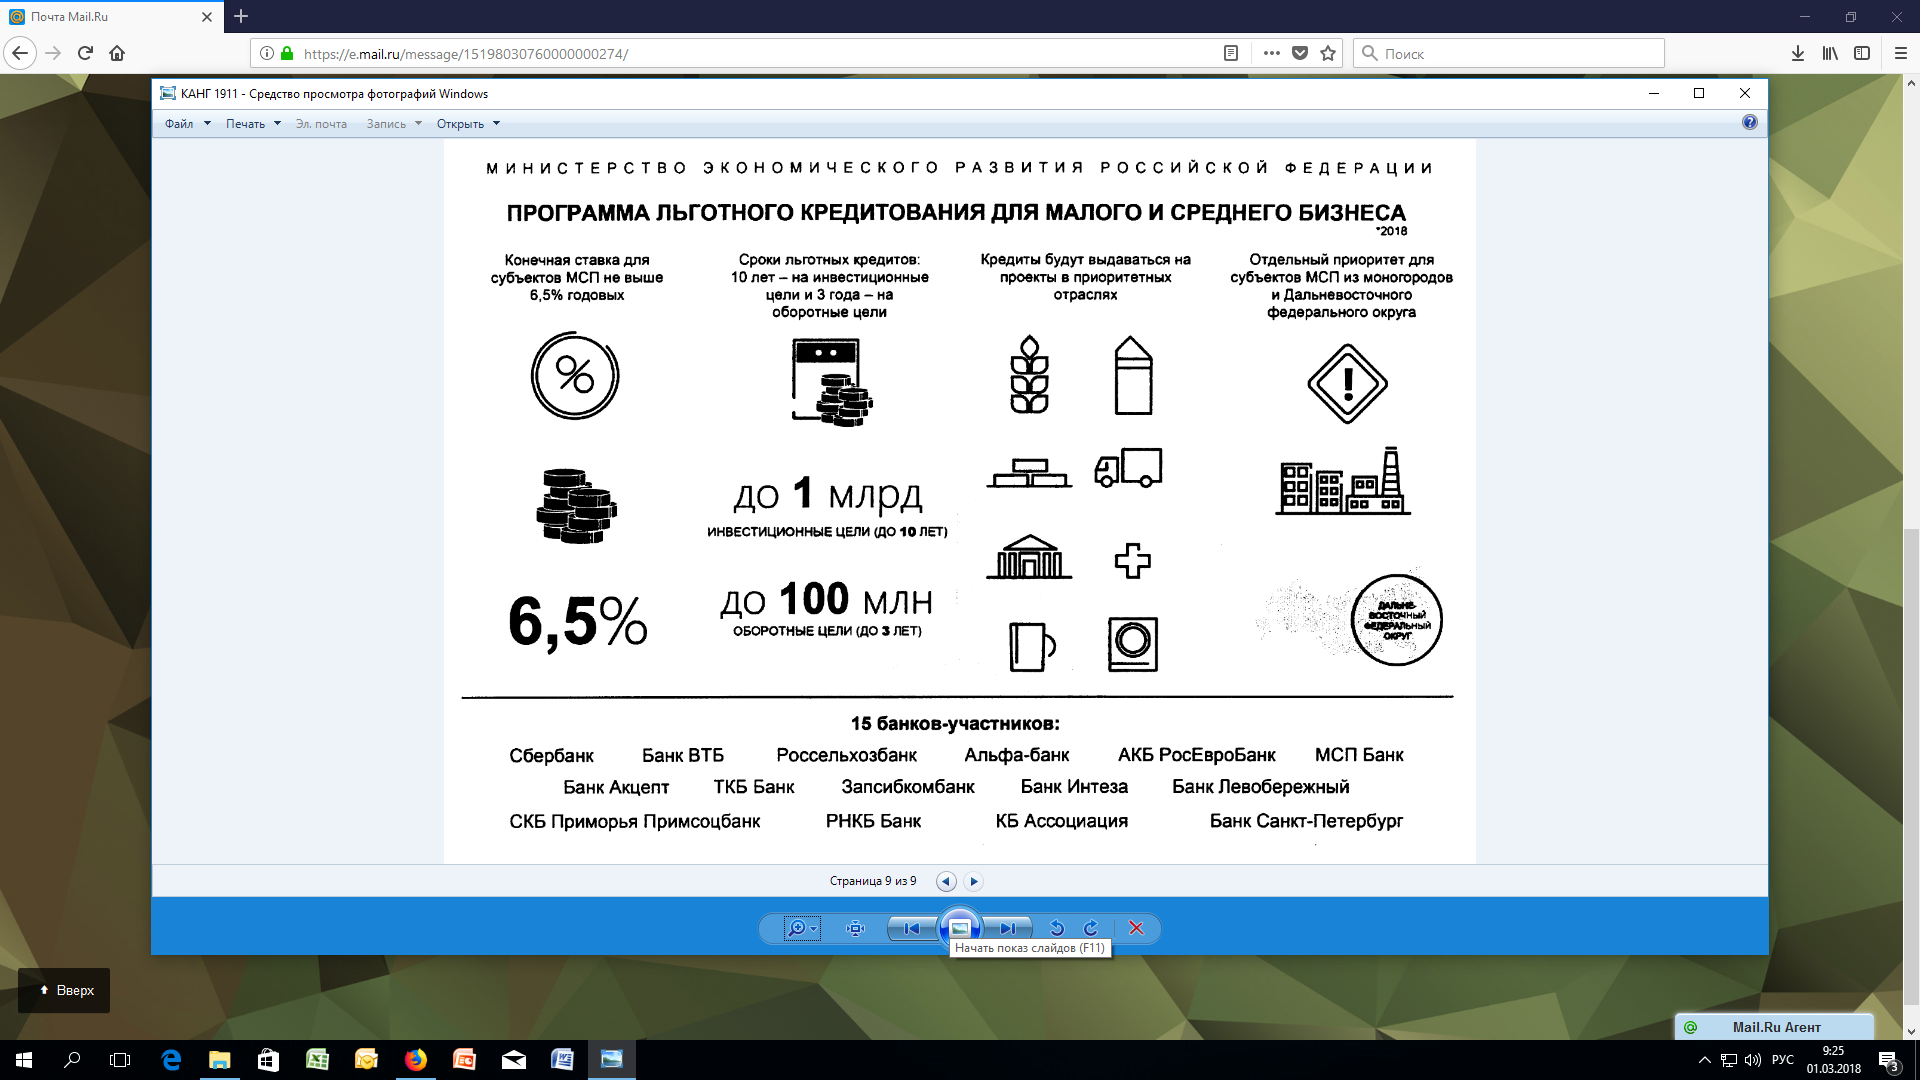 Почта Mail.Ru
https://e.mail.ru/message/15198030760000000274/
Поиск
КАНГ 1911 - Средство просмотра фотографий Windows
Файл Печать Эл. почта Запись Открыть
МИНИСТЕРСТВО ЭКОНОМИЧЕСКОГО РАЗВИТИЯ РОССИЙСКОЙ ФЕДЕРАЦИИ
ПРОГРАММА ЛЬГОТНОГО КРЕДИТОВАНИЯ ДЛЯ МАЛОГО И СРЕДНЕГО БИЗНЕСА
*2018
Конечная ставка для
субъектов МСП не выше
6,5% годовых
6,5%
Сроки льготных кредитов:
10 лет – на инвестиционные
цели и 3 года – на
оборотные цели
до 1 млрд
ИНВЕСТИЦИОННЫЕ ЦЕЛИ (ДО 10 ЛЕТ)
до 100 млн
ОБОРОТНЫЕ ЦЕЛИ (ДО 3 ЛЕТ)
Кредиты будут выдаваться на
проекты в приоритетных
отраслях
Отдельный приоритет для
субъектов МСП из моногородов
и Дальневосточного
федерального округа
ДАЛЬНЕ-
ВОСТОЧНЫЙ
ФЕДЕРАЛЬНЫЙ
ОКРУГ
15 банков-участников:
Сбербанк Банк ВТБ Россельхозбанк Альфа-банк АКБ РосЕвроБанк МСП Банк
Банк Акцепт ТКБ Банк Запсибкомбанк Банк Интеза Банк Левобережный
СКБ Приморья Примсоцбанк РНКБ Банк КБ Ассоциация Банк Санкт-Петербург
Страница 9 из 9
Начать показ слайдов (F11)
Вверх
Mail.Ru Агент
РУС
9:25
01.03.2018
3